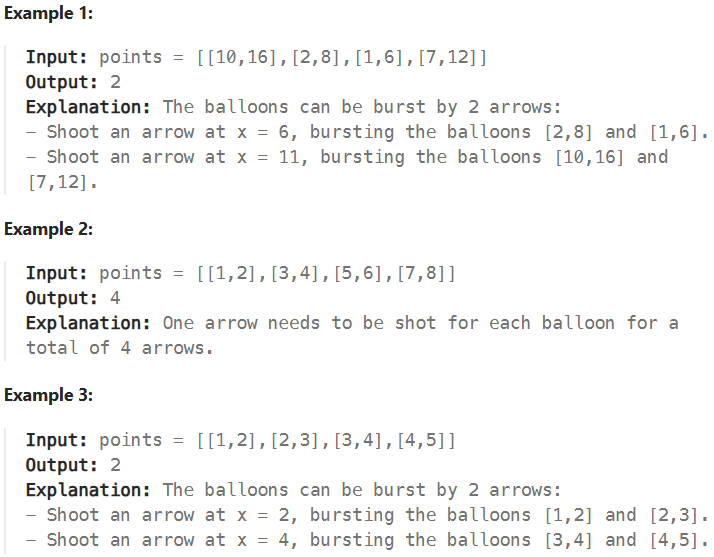 Example 1:
Input: points = [[10,16],[2,8],[1,6],[7,12]]
Output: 2
Explanation: The balloons can be burst by 2 arrows:
– Shoot an arrow at x = 6, bursting the balloons [2,8] and [1,6].
– Shoot an arrow at x = 11, bursting the balloons [10,16] and
[7,12].
Example 2:
Input: points = [[1,2],[3,4],[5,6],[7,8]]
Output: 4
Explanation: One arrow needs to be shot for each balloon for a
total of 4 arrows.
Example 3:
Input: points = [[1,2],[2,3],[3,4],[4,5]]
Output: 2
Explanation: The balloons can be burst by 2 arrows:
– Shoot an arrow at x = 2, bursting the balloons [1,2] and [2,3].
– Shoot an arrow at x = 4, bursting the balloons [3,4] and [4,5].